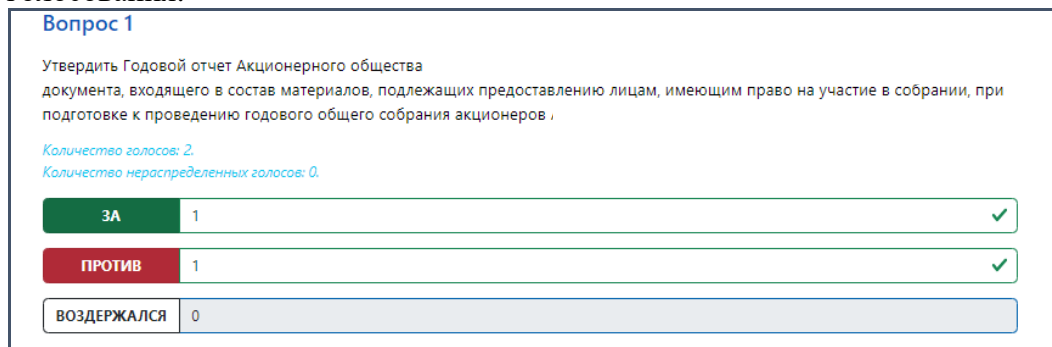 Вопрос 1
Утвердить Годовой отчет Акционерного общества
документа, входящего в состав материалов, подлежащих предоставлению лицам, имеющим право на участие в собрании, при
подготовке к проведению годового общего собрания акционеров
Количество голосов: 2.
Количество нераспределенных голосов: 0.
ЗА 1
ПРОТИВ 1
ВОЗДЕРЖАЛСЯ 0